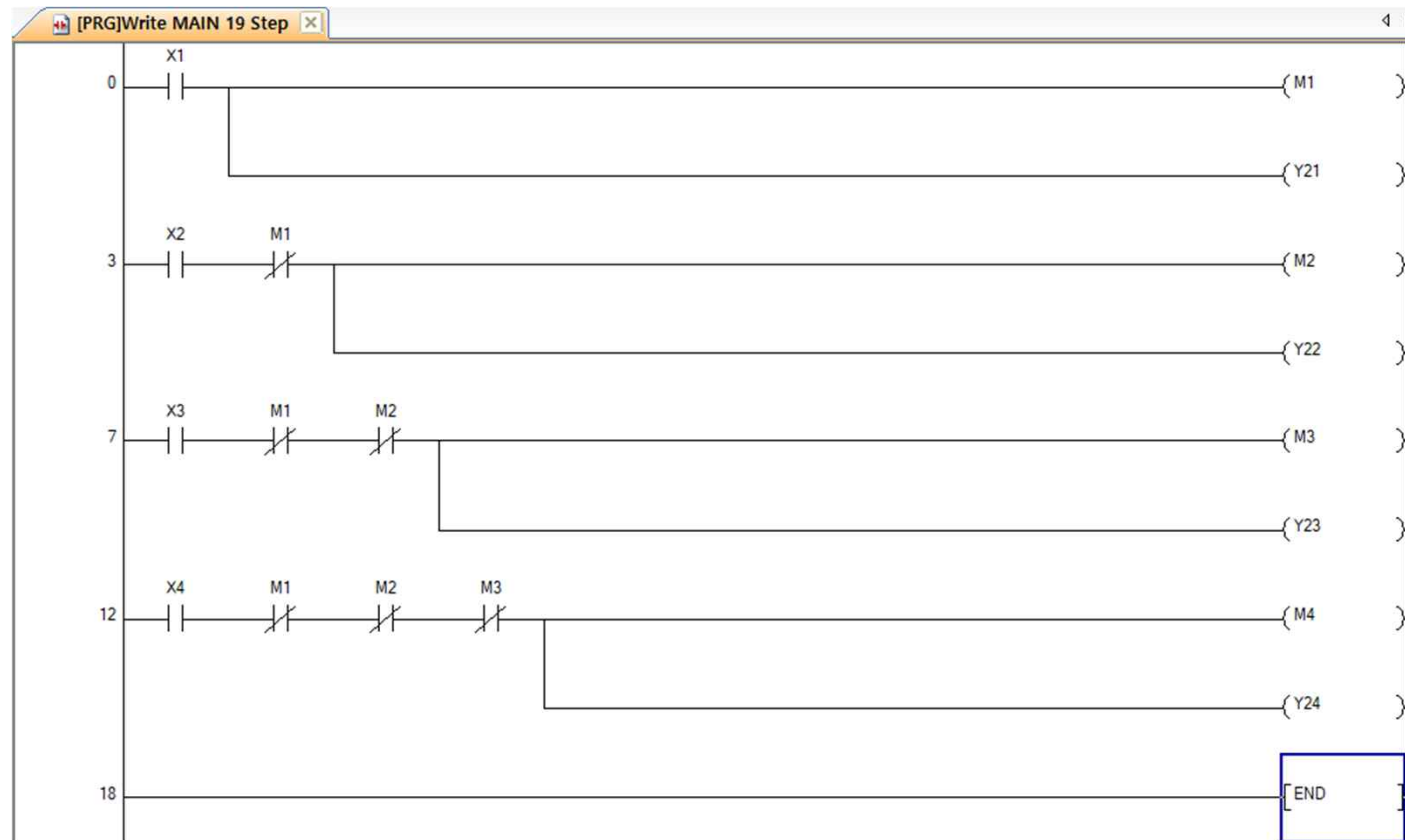 [PRG]Write MAIN 19 Step
X1
0 M1
Y21
X2 M1
3 M2
Y22
X3 M1 M2
7 M3
Y23
X4 M1 M2 M3
12 M4
Y24
18 END